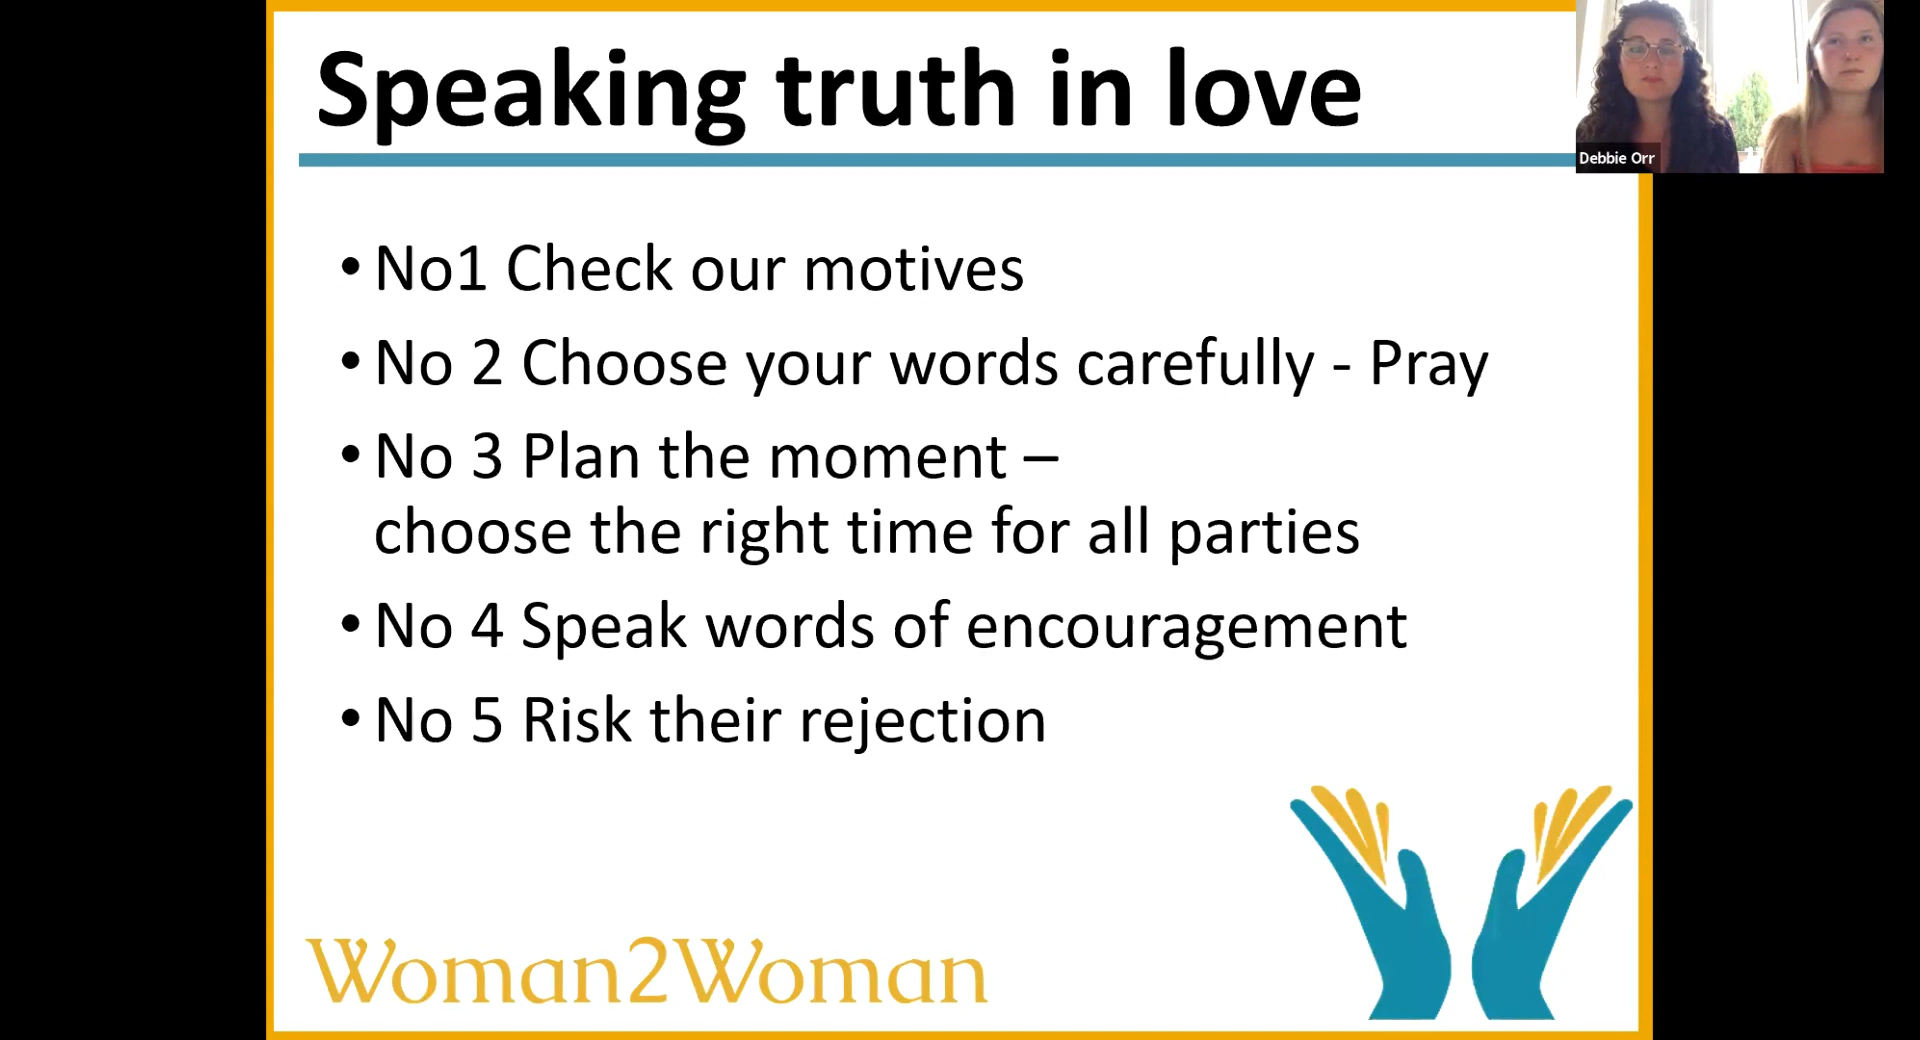 Speaking truth in love
Debbie Orr
• No1 Check our motives
• No 2 Choose your words carefully - Pray
• No 3 Plan the moment –
choose the right time for all parties
• No 4 Speak words of encouragement
• No 5 Risk their rejection
Woman2Woman